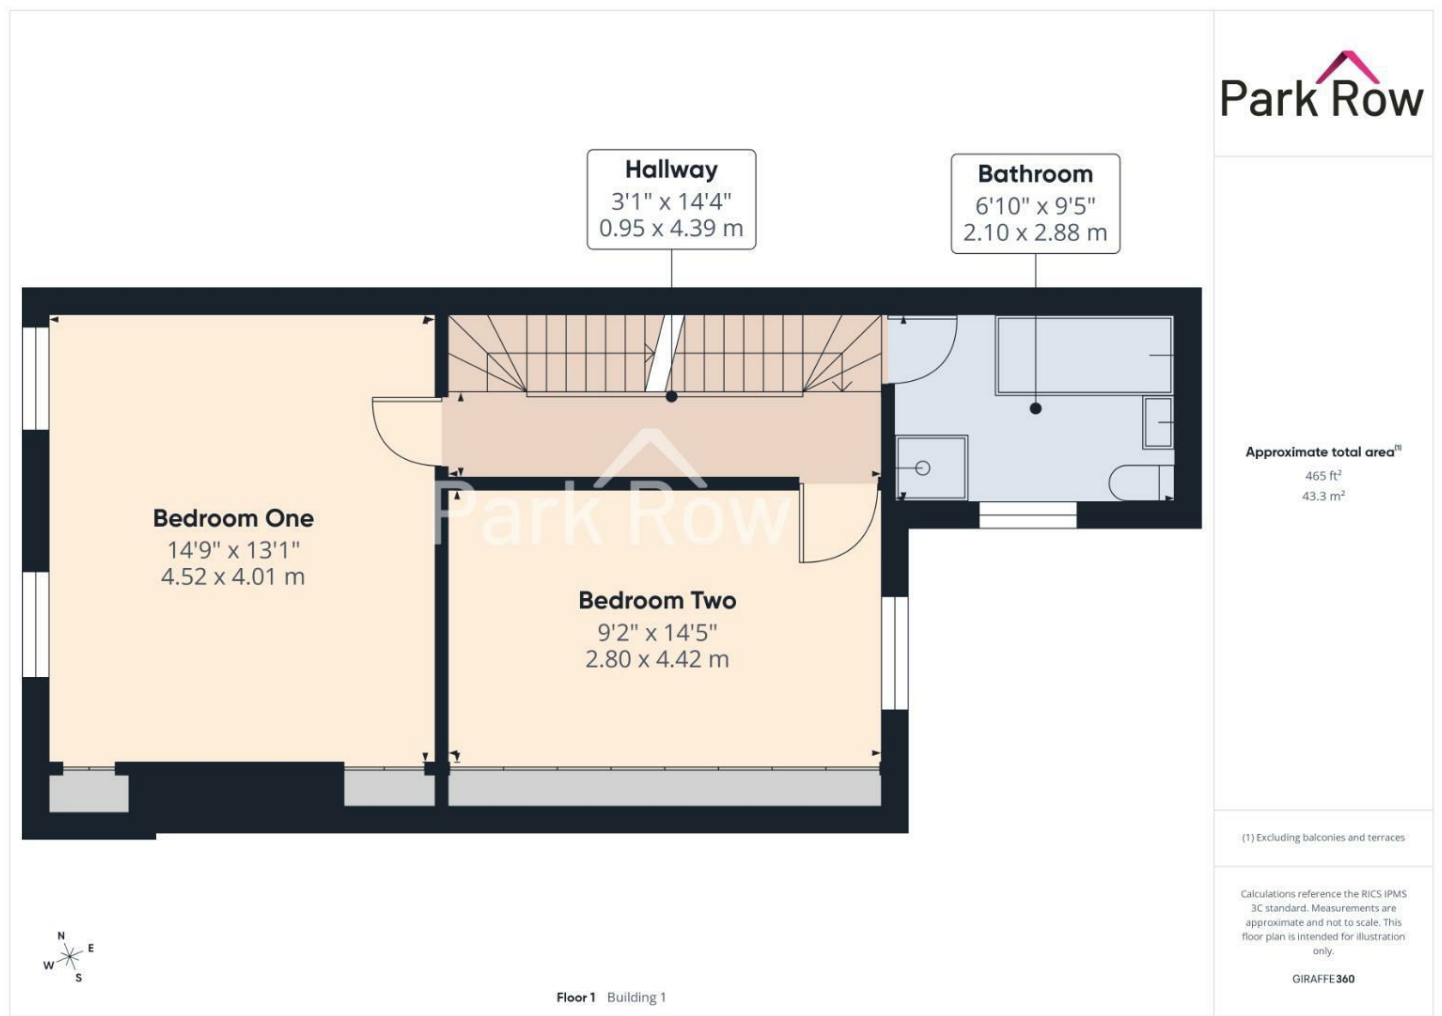 Park Row
Hallway
3'1" x 14'4"
0.95 x 4.39 m
Bathroom
6'10" x 9'5"
2.10 x 2.88 m
Bedroom One
14'9" x 13'1"
4.52 x 4.01 m
Park Row
Bedroom Two
9'2" x 14'5"
2.80 x 4.42 m
Approximate total area(1)
465 ft²
43.3 m²
(1) Excluding balconies and terraces
Calculations reference the RICS IPMS
3C standard. Measurements are
approximate and not to scale. This
floor plan is intended for illustration
only.
GIRAFFE360
N
E
W
S
Floor 1 Building 1